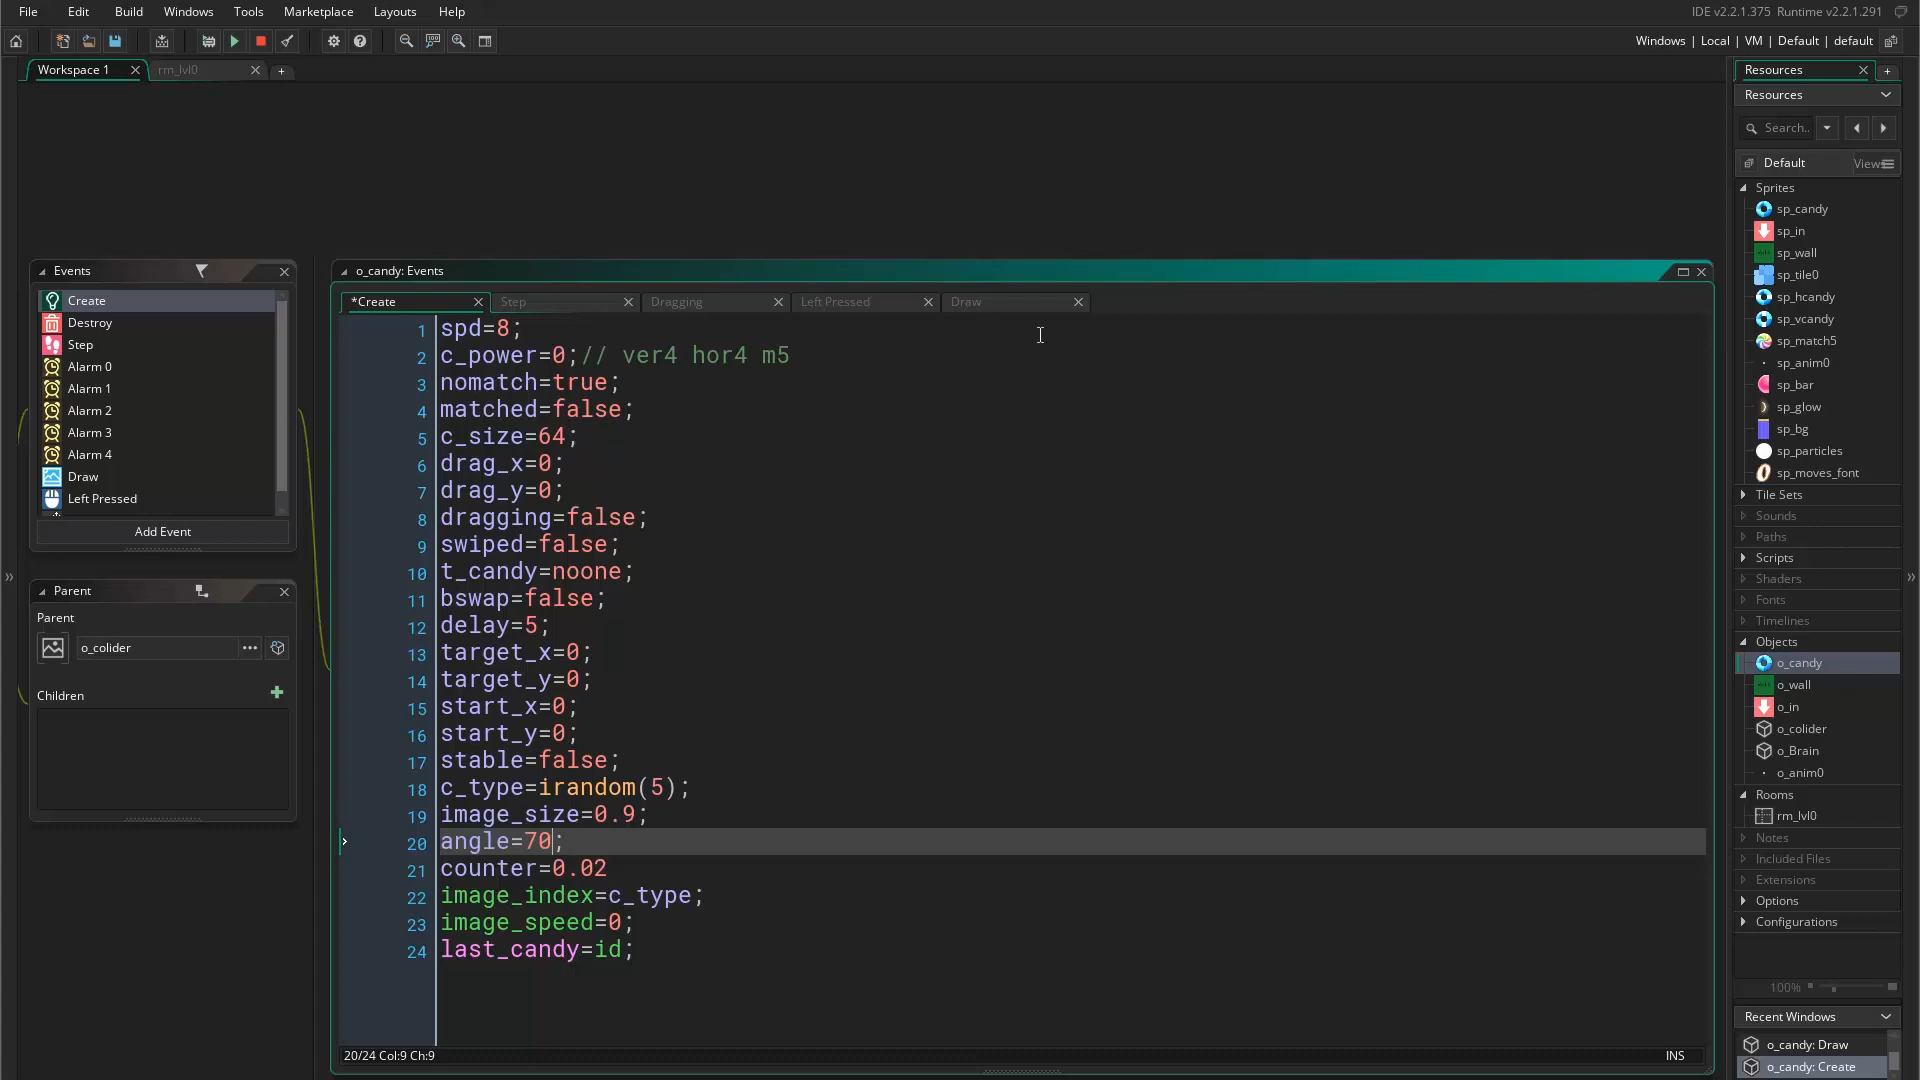 File Edit Build Windows Tools Marketplace Layouts Help
IDE v2.2.1.375 Runtime v2.2.1.291
Windows | Local | VM | Default | default
Workspace 1
rm_lvl0
Events
Create
Destroy
Step
Alarm 0
Alarm 1
Alarm 2
Alarm 3
Alarm 4
Draw
Left Pressed
Add Event
Parent
Parent
o_colider
Children
o_candy: Events
*Create
Step
Dragging
Left Pressed
Draw
1 spd=8;
2 c_power=0;// ver4 hor4 m5
3 nomatch=true;
4 matched=false;
5 c_size=64;
6 drag_x=0;
7 drag_y=0;
8 dragging=false;
9 swiped=false;
10 t_candy=noone;
11 bswap=false;
12 delay=5;
13 target_x=0;
14 target_y=0;
15 start_x=0;
16 start_y=0;
17 stable=false;
18 c_type=irandom(5);
19 image_size=0.9;
20 angle=70;
21 counter=0.02
22 image_index=c_type;
23 image_speed=0;
24 last_candy=id;
20/24 Col:9 Ch:9
INS
Resources
Resources
Search..
Default
View
Sprites
sp_candy
sp_in
sp_wall
sp_tile0
sp_hcandy
sp_vcandy
sp_match5
sp_anim0
sp_bar
sp_glow
sp_bg
sp_particles
sp_moves_font
Tile Sets
Sounds
Paths
Scripts
Shaders
Fonts
Timelines
Objects
o_candy
o_wall
o_in
o_colider
o_Brain
o_anim0
Rooms
rm_lvl0
Notes
Included Files
Extensions
Options
Configurations
100%
Recent Windows
o_candy: Draw
o_candy: Create